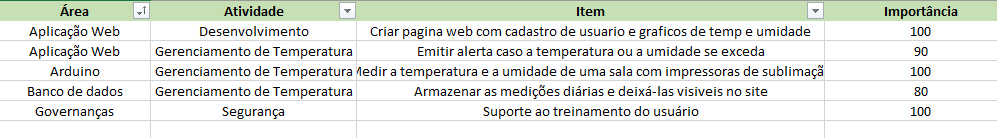 Área Atividade Item Importância
Aplicação Web Desenvolvimento Criar pagina web com cadastro de usuario e graficos de temp e umidade 100
Aplicação Web Gerenciamento de Temperatura Emitir alerta caso a temperatura ou a umidade se exceda 90
Arduino Gerenciamento de Temperatura Medir a temperatura e a umidade de uma sala com impressoras de sublimaçã 100
Banco de dados Gerenciamento de Temperatura Armazenar as medições diárias e deixá-las visiveis no site 80
Governanças Segurança Suporte ao treinamento do usuário 100